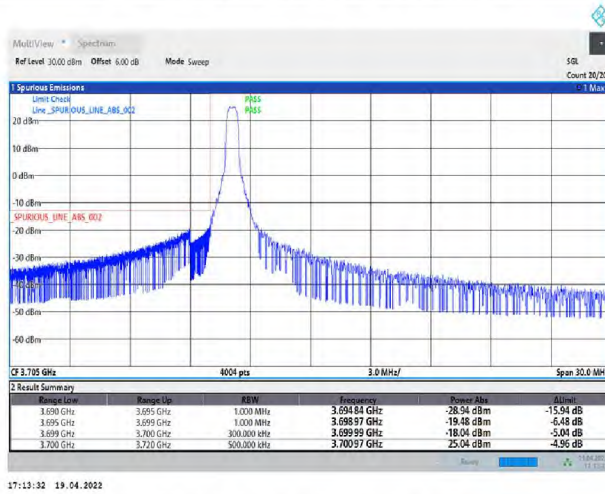 MultiView Spectrum
Ref Level 30.00 dBm Offset 6.00 dB Mode Sweep SGL
Count 20/20
1 Spurious Emissions 1 Max
Limit Check PASS
Line _SPURIOUS_LINE_ABS_002 PASS
20 dBm
10 dBm
0 dBm
-10 dBm
SPURIOUS_LINE_ABS_002
-20 dBm
-30 dBm
-40 dBm
-50 dBm
-60 dBm
CF 3.705 GHz 4004 pts 3.0 MHz/ Span 30.0 MH
2 Result Summary
Range Low Range Up RBW Frequency Power Abs ΔLimit
3.690 GHz 3.695 GHz 1.000 MHz 3.69484 GHz -28.94 dBm -15.94 dB
3.695 GHz 3.699 GHz 1.000 MHz 3.69897 GHz -19.48 dBm -6.48 dB
3.699 GHz 3.700 GHz 300.000 kHz 3.69999 GHz -18.04 dBm -5.04 dB
3.700 GHz 3.720 GHz 500.000 kHz 3.70097 GHz 25.04 dBm -4.96 dB
Ready
17:13:32 19.04.2022